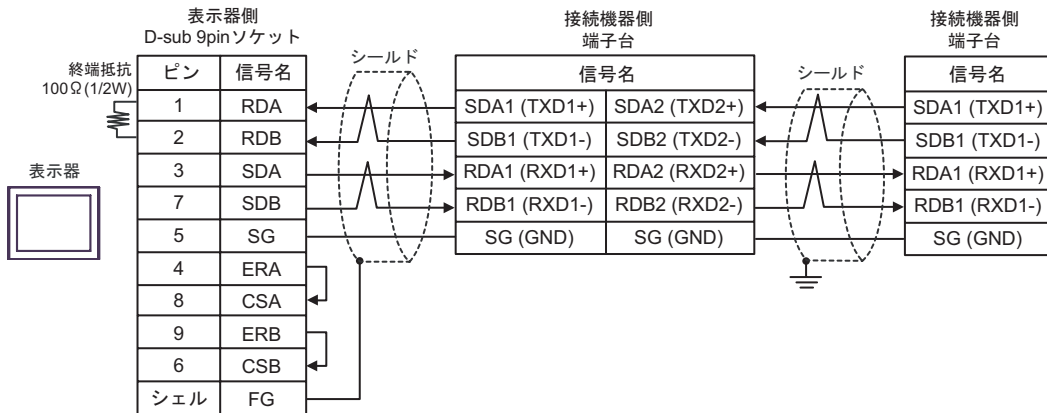 表示器側
D-sub 9pinソケット
接続機器側
端子台
接続機器側
端子台
終端抵抗
100Ω(1/2W)
シールド
シールド
表示器
ピン 信号名
1 RDA
2 RDB
3 SDA
7 SDB
5 SG
4 ERA
8 CSA
9 ERB
6 CSB
シェル FG
信号名
SDA1 (TXD1+) SDA2 (TXD2+)
SDB1 (TXD1-) SDB2 (TXD2-)
RDA1 (RXD1+) RDA2 (RXD2+)
RDB1 (RXD1-) RDB2 (RXD2-)
SG (GND) SG (GND)
信号名
SDA1 (TXD1+)
SDB1 (TXD1-)
RDA1 (RXD1+)
RDB1 (RXD1-)
SG (GND)